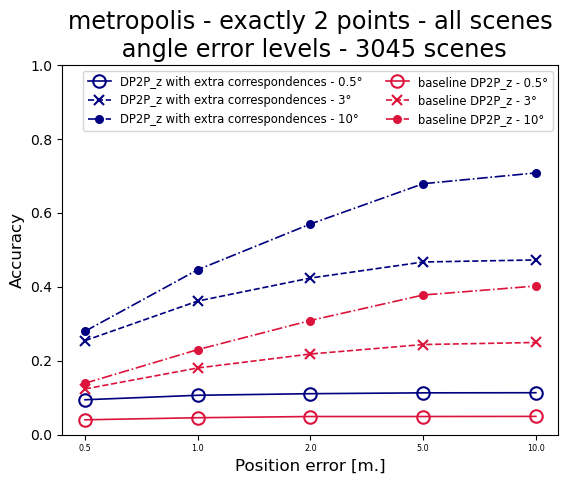 metropolis - exactly 2 points - all scenes
angle error levels - 3045 scenes
DP2P_z with extra correspondences - 0.5°
DP2P_z with extra correspondences - 3°
DP2P_z with extra correspondences - 10°
baseline DP2P_z - 0.5°
baseline DP2P_z - 3°
baseline DP2P_z - 10°
Accuracy
1.0
0.8
0.6
0.4
0.2
0.0
0.5 1.0 2.0 5.0 10.0
Position error [m.]